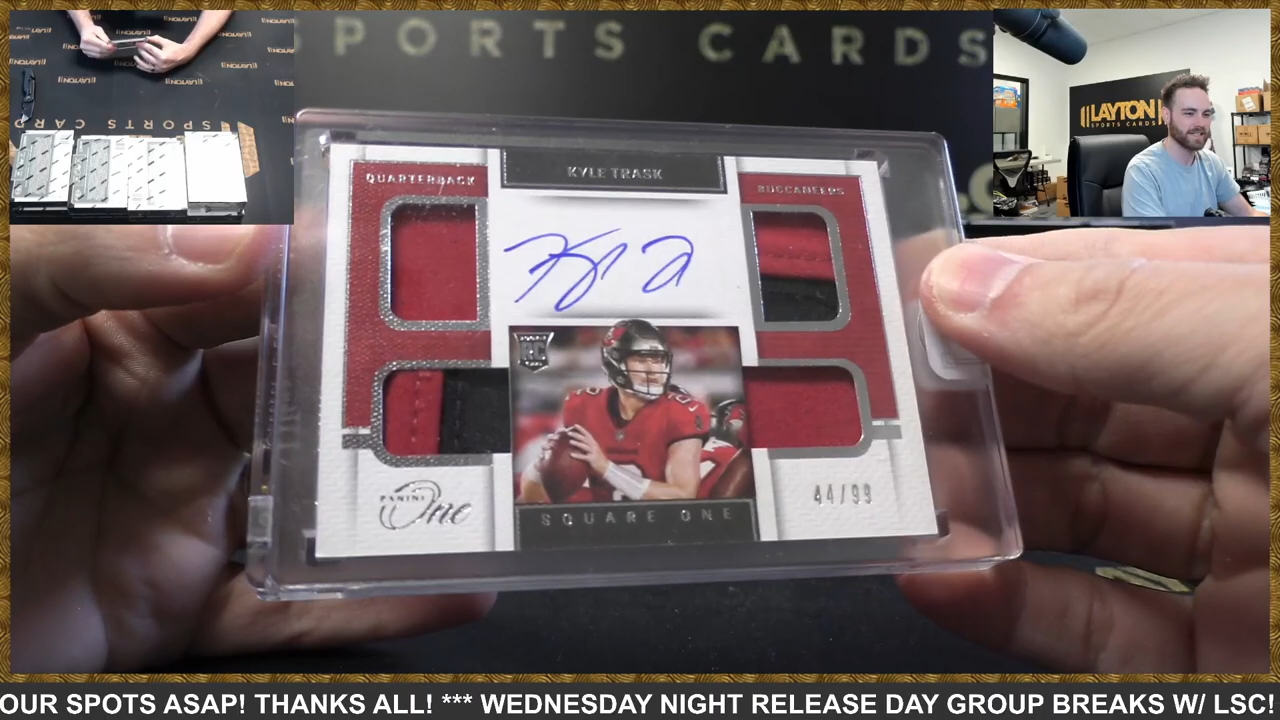 SPORTS CARDS
LAYTON
SPORTS CARDS
QUARTERBACK
KYLE TRASK
BUCCANEERS
RC
PANINI
One
SQUARE ONE
44/99
OUR SPOTS ASAP! THANKS ALL! *** WEDNESDAY NIGHT RELEASE DAY GROUP BREAKS W/ LSC!